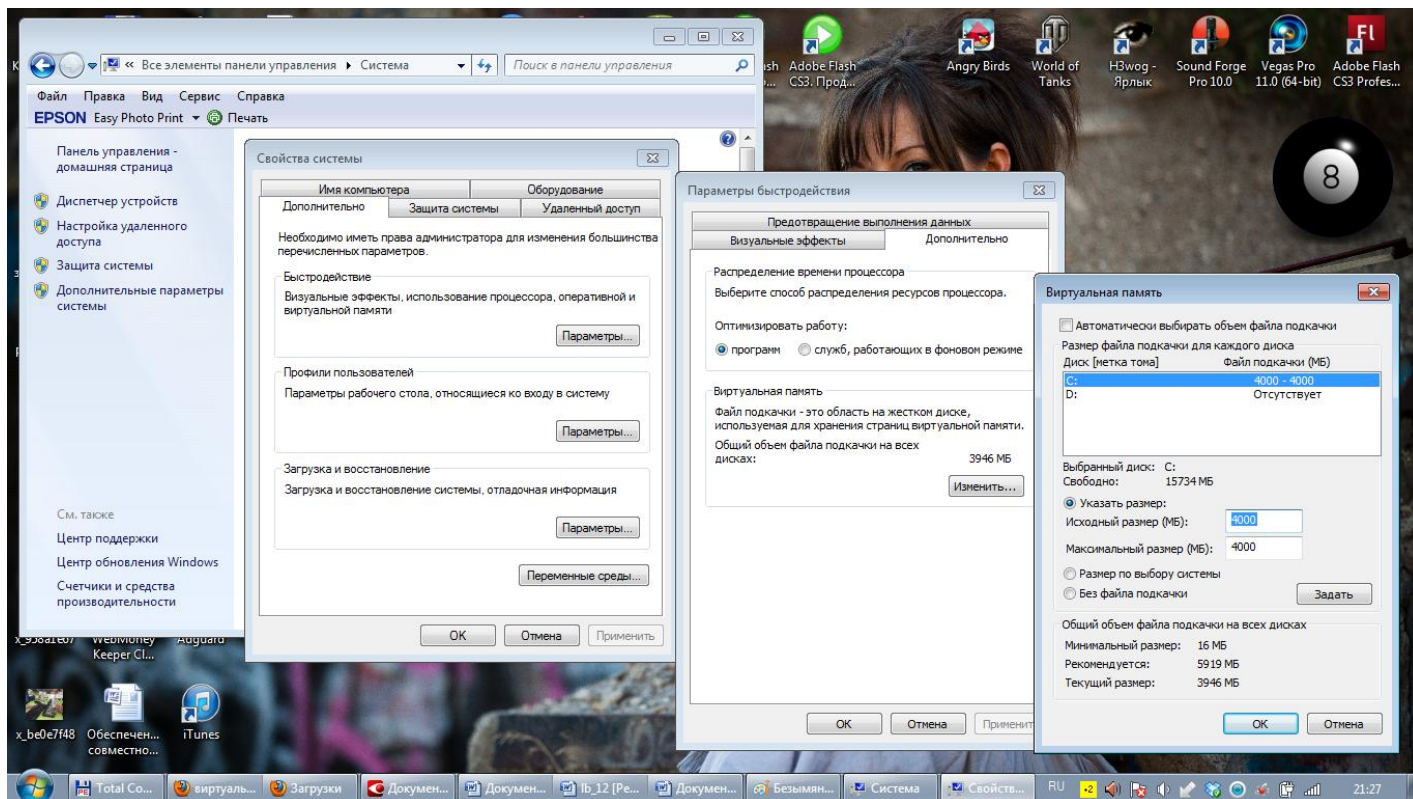 Все элементы панели управления
Система
Поиск в панели управления
Файл Правка Вид Сервис Справка
EPSON Easy Photo Print Печать
Панель управления -
домашняя страница
Диспетчер устройств
Настройка удаленного
доступа
Защита системы
Дополнительные параметры
системы
См. также
Центр поддержки
Центр обновления Windows
Счетчики и средства
производительности
Свойства системы
Имя компьютера Оборудование
Дополнительно Защита системы Удаленный доступ
Необходимо иметь права администратора для изменения большинства
перечисленных параметров.
Быстродействие
Визуальные эффекты, использование процессора, оперативной и
виртуальной памяти
Параметры...
Профили пользователей
Параметры рабочего стола, относящиеся ко входу в систему
Параметры...
Загрузка и восстановление
Загрузка и восстановление системы, отладочная информация
Параметры...
Переменные среды...
ОК Отмена Применить
Параметры быстродействия
Предотвращение выполнения данных
Визуальные эффекты Дополнительно
Распределение времени процессора
Выберите способ распределения ресурсов процессора.
Оптимизировать работу:
программ служб, работающих в фоновом режиме
Виртуальная память
Файл подкачки - это область на жестком диске,
используемая для хранения страниц виртуальной памяти.
Общий объем файла подкачки на всех
дисках: 3946 МБ
Изменить...
ОК Отмена
Виртуальная память
Автоматически выбирать объем файла подкачки
Размер файла подкачки для каждого диска
Диск [метка тома] Файл подкачки (МБ)
C: 4000 - 4000
D: Отсутствует
Выбранный диск: C:
Свободно: 15734 МБ
Указать размер:
Исходный размер (МБ): 4000
Максимальный размер (МБ): 4000
Размер по выбору системы
Без файла подкачки
Задать
Общий объем файла подкачки на всех дисках
Минимальный размер: 16 МБ
Рекомендуется: 5919 МБ
Текущий размер: 3946 МБ
ОК Отмена
Adobe Flash
CS3. Прод...
Angry Birds
World of
Tanks
H3wog -
Ярлык
Sound Forge
Pro 10.0
Vegas Pro
11.0 (64-bit)
Adobe Flash
CS3 Profes...
8
Keeper Cl...
x_be0e7f48
Обеспечен...
совместно...
iTunes
Total Co... виртуаль... Загрузки Докумен... Докумен... lb_12 [Ре... Докумен... Безымян... Система Свойств... RU 21:27